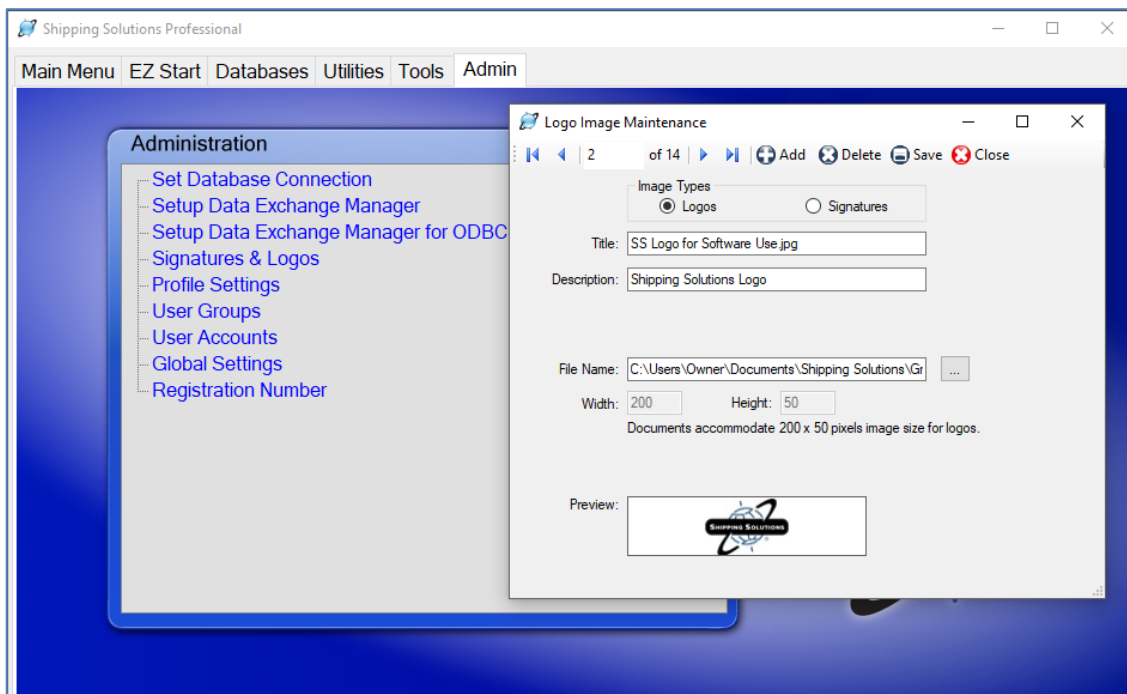 Shipping Solutions Professional
Main Menu EZ Start Databases Utilities Tools Admin
Administration
Set Database Connection
Setup Data Exchange Manager
Setup Data Exchange Manager for ODBC
Signatures & Logos
Profile Settings
User Groups
User Accounts
Global Settings
Registration Number
Logo Image Maintenance
2 of 14 Add Delete Save Close
Image Types
Logos Signatures
Title: SS Logo for Software Use.jpg
Description: Shipping Solutions Logo
File Name: C:\Users\Owner\Documents\Shipping Solutions\Gr ...
Width: 200 Height: 50
Documents accommodate 200 x 50 pixels image size for logos.
Preview:
SHIPPING SOLUTIONS